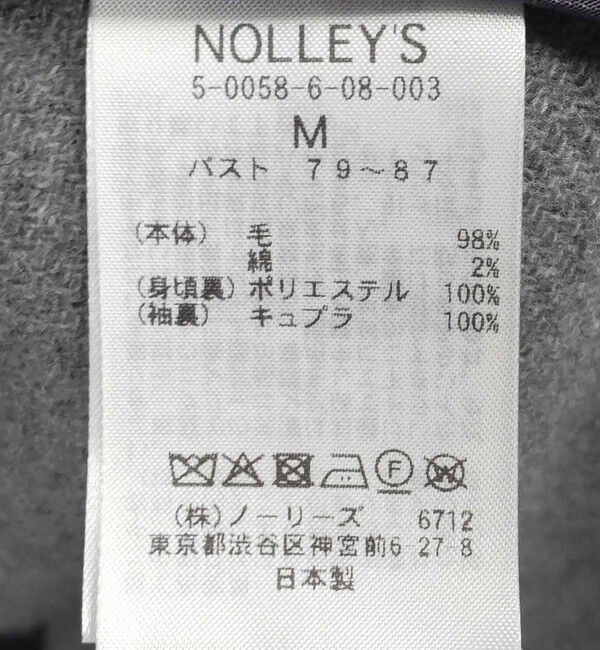 NOLLEY'S
5-0058-6-08-003
M
バスト 79～87
(本体) 毛 98%
綿 2%
(身頃裏) ポリエステル 100%
(袖裏) キュプラ 100%
F W
(株)ノーリーズ 6712
東京都渋谷区神宮前6-27-8
日本製